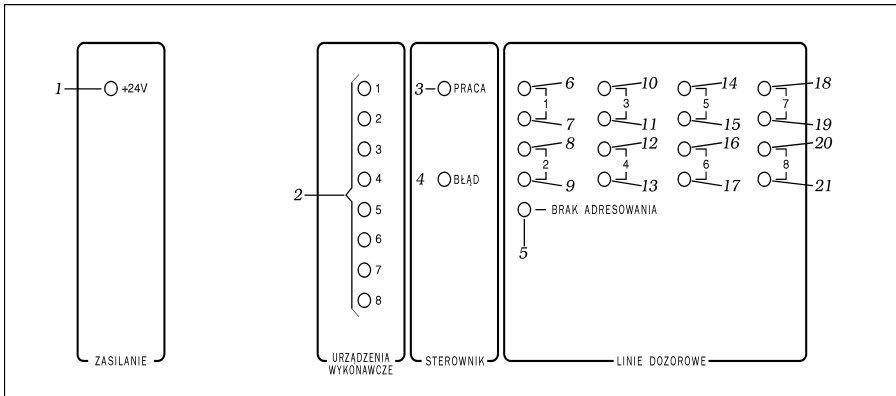 1 +24V
ZASILANIE
2
1
2
3
4
5
6
7
8
URZĄDZENIA
WYKONAWCZE
3 PRACA
4 BŁĄD
STEROWNIK
6 10 14 18
1 3 5 7
7 11 15 19
8 12 16 20
2 4 6 8
9 13 17 21
BRAK ADRESOWANIA
5
LINIE DOZOROWE